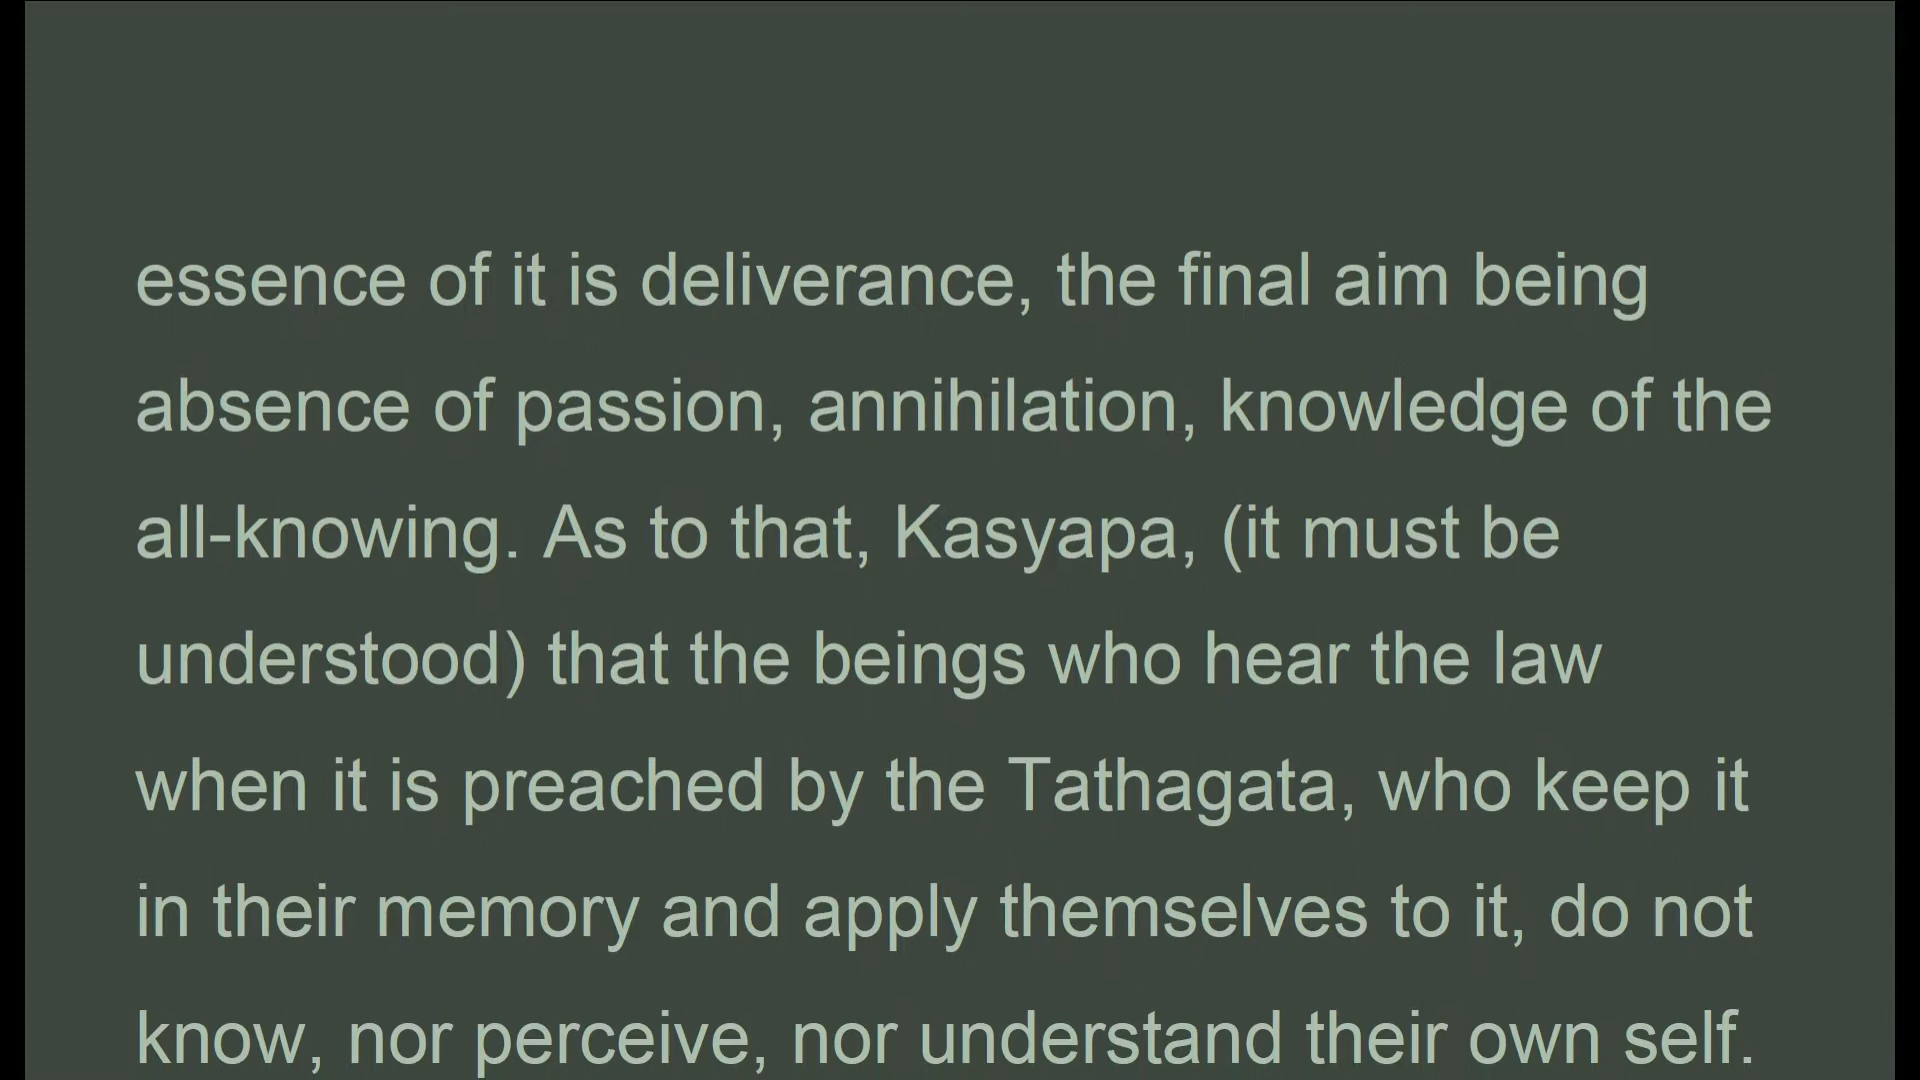 essence of it is deliverance, the final aim being
absence of passion, annihilation, knowledge of the
all-knowing. As to that, Kasyapa, (it must be
understood) that the beings who hear the law
when it is preached by the Tathagata, who keep it
in their memory and apply themselves to it, do not
know, nor perceive, nor understand their own self.